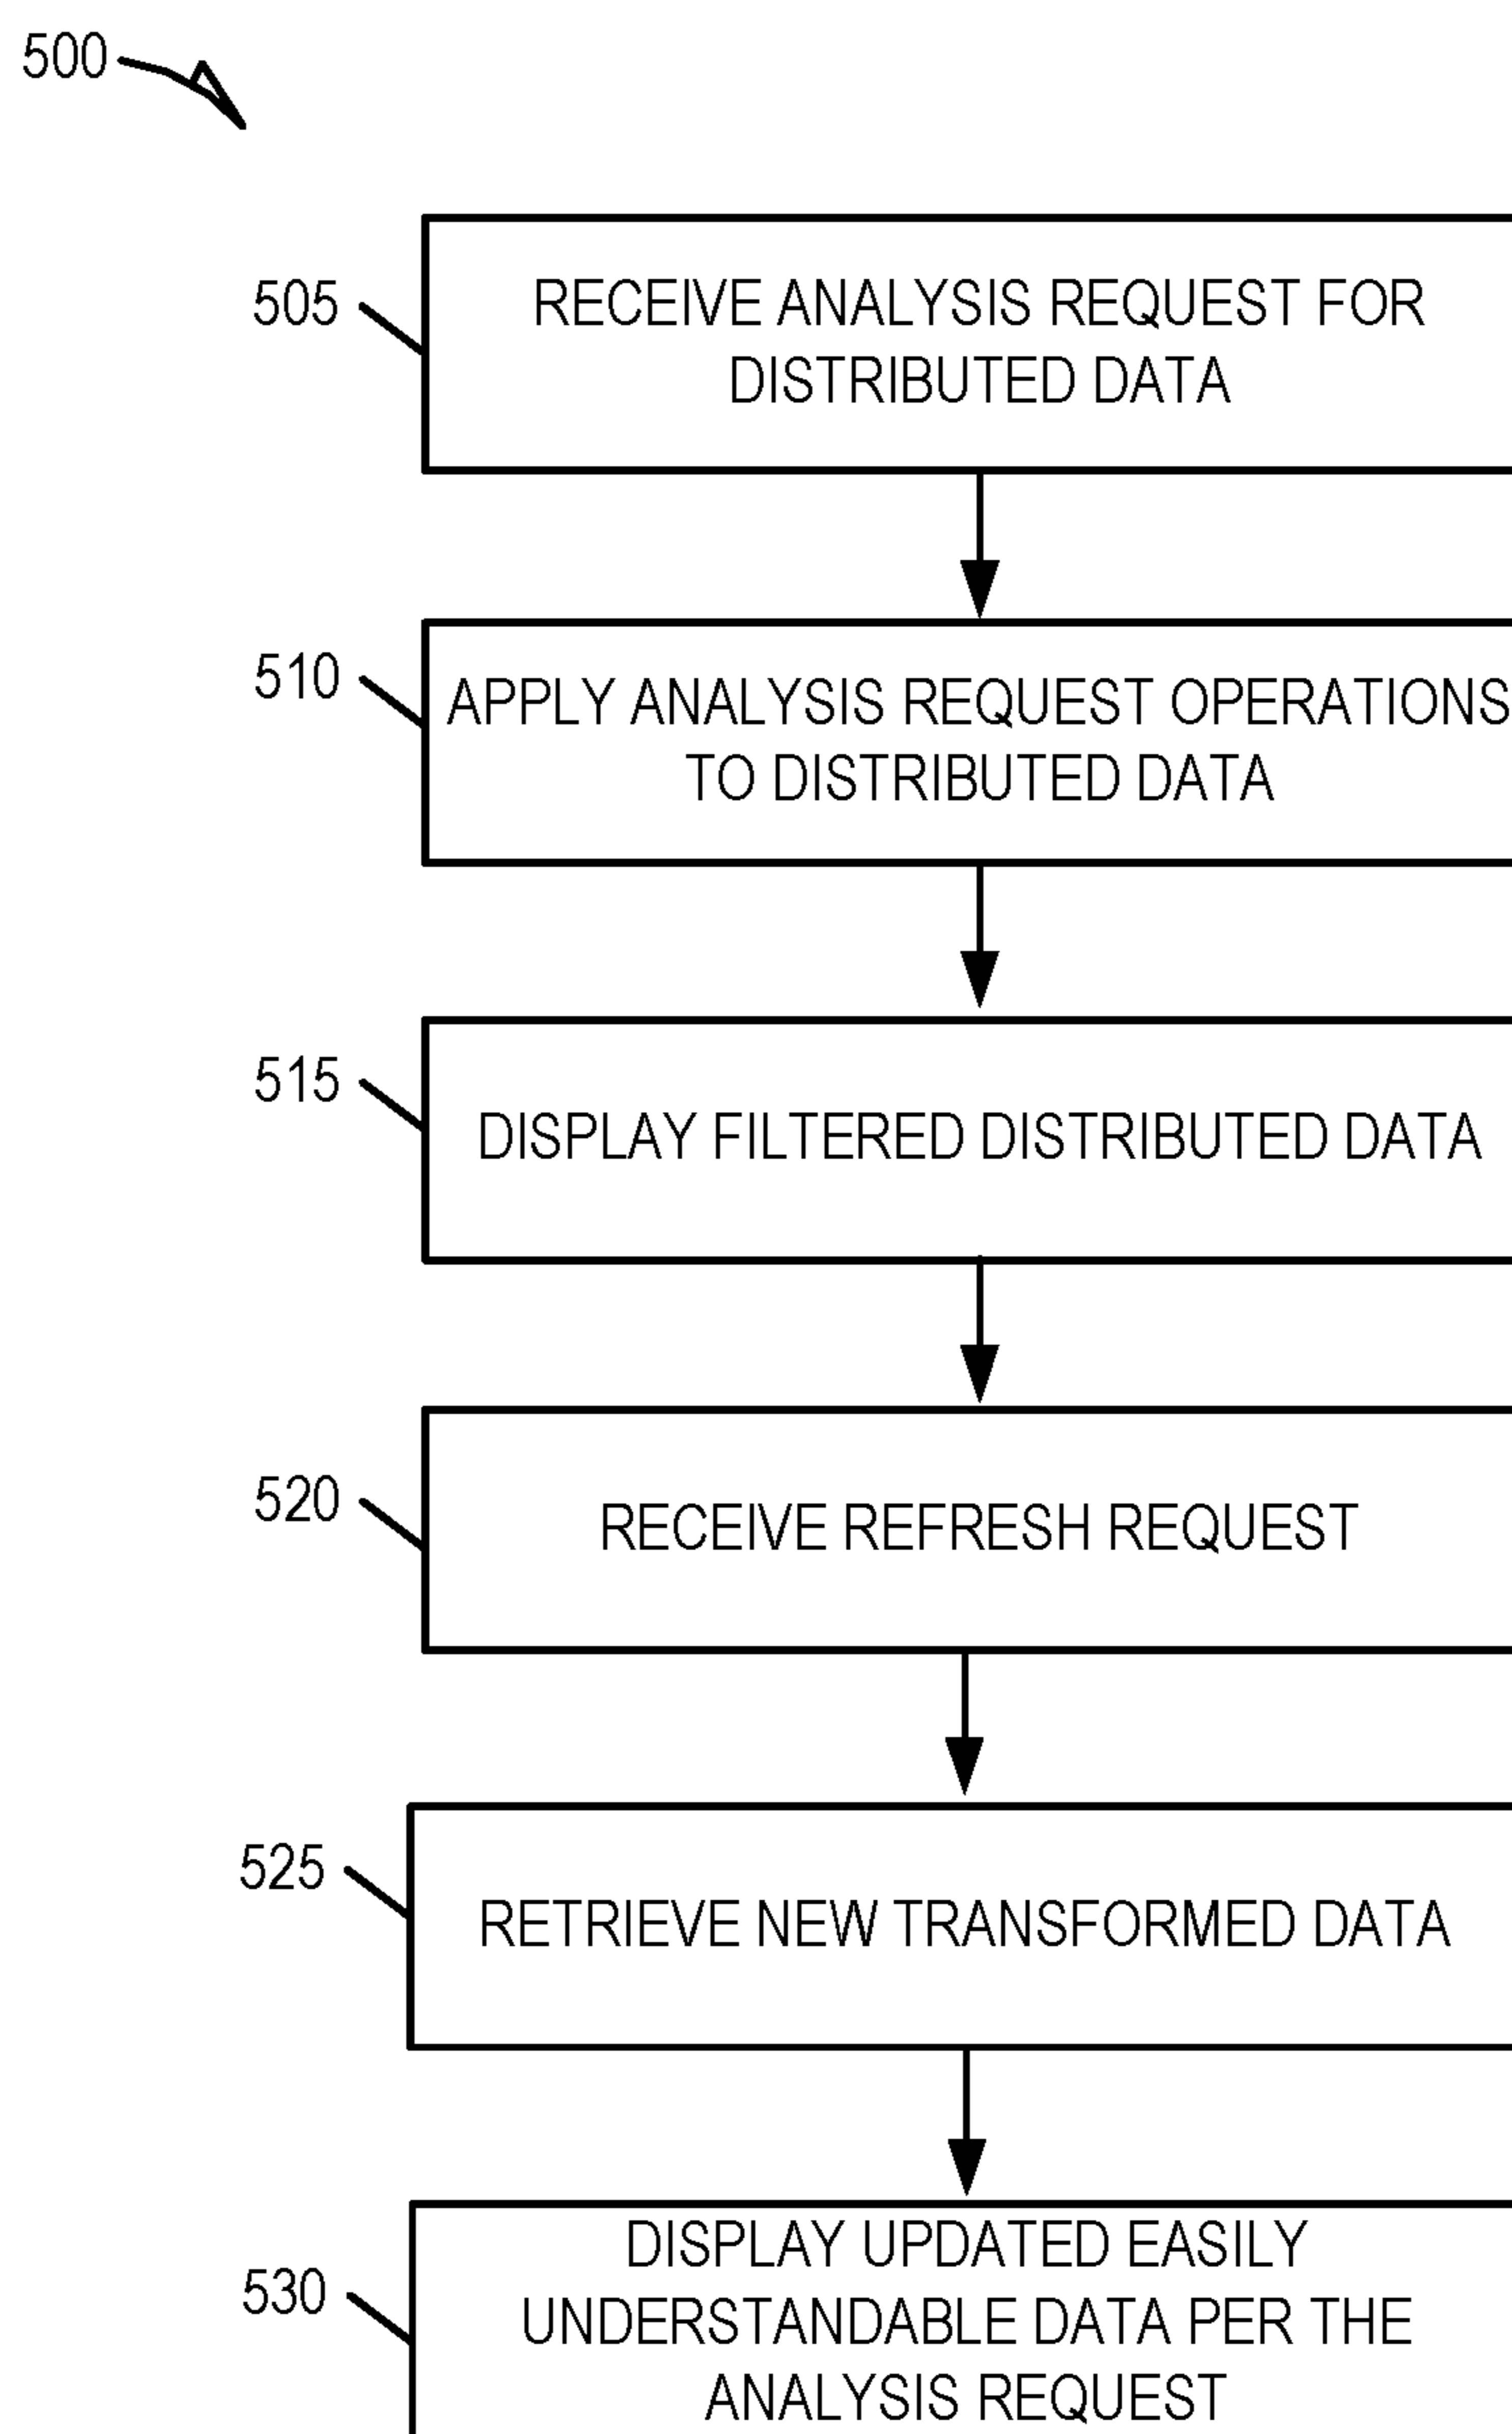 500
505
RECEIVE ANALYSIS REQUEST FOR
DISTRIBUTED DATA
510
APPLY ANALYSIS REQUEST OPERATIONS
TO DISTRIBUTED DATA
515
DISPLAY FILTERED DISTRIBUTED DATA
520
RECEIVE REFRESH REQUEST
525
RETRIEVE NEW TRANSFORMED DATA
530
DISPLAY UPDATED EASILY
UNDERSTANDABLE DATA PER THE
ANALYSIS REQUEST